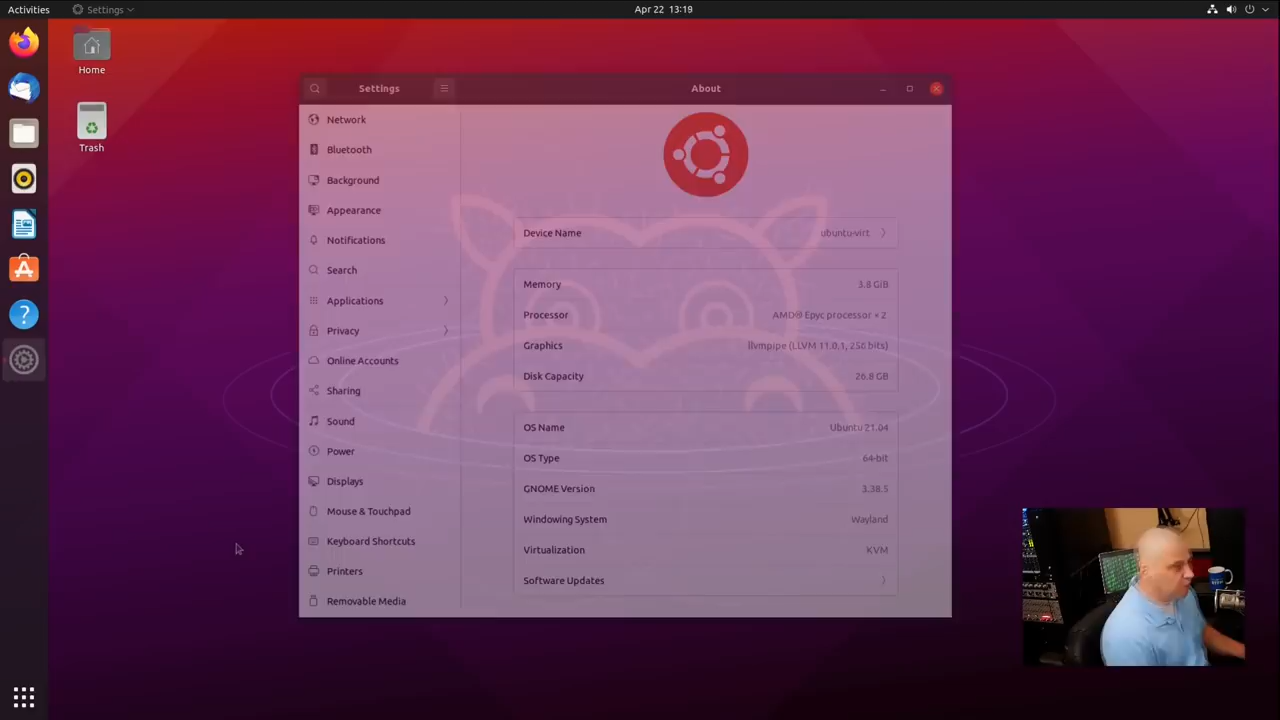 Activities
Settings
Apr 22 13:19
Home
Trash
Settings
About
Network
Bluetooth
Background
Appearance
Notifications
Search
Applications
Privacy
Online Accounts
Sharing
Sound
Power
Displays
Mouse & Touchpad
Keyboard Shortcuts
Printers
Removable Media
Device Name ubuntu-virt
Memory 3.8 GiB
Processor AMD® Epyc processor × 2
Graphics llvmpipe (LLVM 11.0.1, 256 bits)
Disk Capacity 26.8 GB
OS Name Ubuntu 21.04
OS Type 64-bit
GNOME Version 3.38.5
Windowing System Wayland
Virtualization KVM
Software Updates